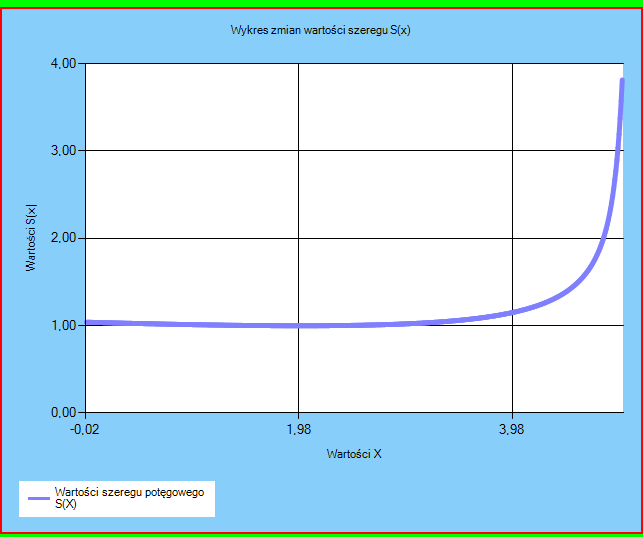 Wykres zmian wartości szeregu S(x)
4,00
3,00
2,00
1,00
0,00
Wartości S(x|
-0,02
1,98
3,98
Wartości X
Wartości szeregu potęgowego
S(X)